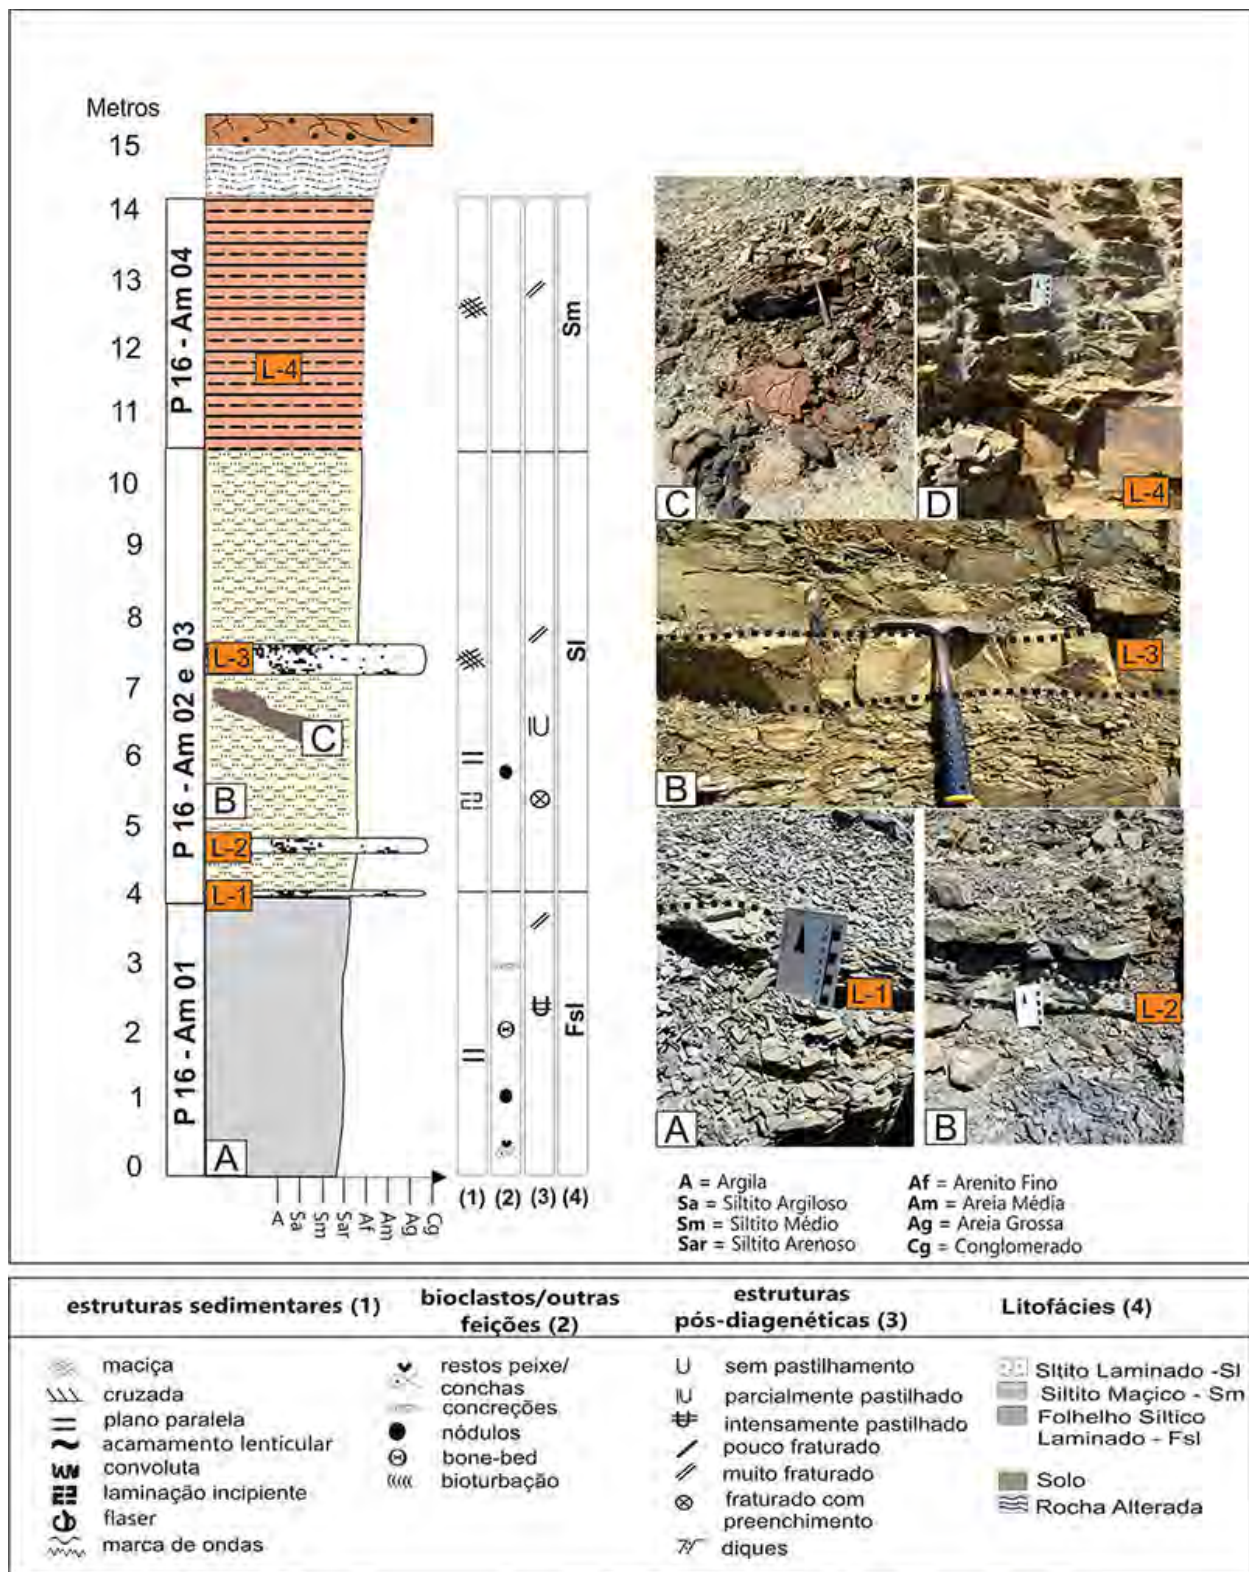 Metros
15
14
13
12
11
10
9
8
7
6
5
4
3
2
1
0
P 16 - Am 04
P 16 - Am 02 e 03
P 16 - Am 01
L-4
L-3
C
B
L-2
L-1
A
A
Sa
Sm
Sar
Af
Am
Ag
Cg
(1) (2) (3) (4)
Sm
Sl
Fsl
C
D
L-4
B
L-3
A
L-1
B
L-2
A = Argila
Sa = Siltito Argiloso
Sm = Siltito Médio
Sar = Siltito Arenoso
Af = Arenito Fino
Am = Areia Média
Ag = Areia Grossa
Cg = Conglomerado
estruturas sedimentares (1)
maciça
cruzada
plano paralela
acamamento lenticular
convoluta
laminação incipiente
flaser
marca de ondas
bioclastos/outras
feições (2)
restos peixe/
conchas
concreções
nódulos
bone-bed
bioturbação
estruturas
pós-diagenéticas (3)
sem pastilhamento
parcialmente pastilhado
intensamente pastilhado
pouco fraturado
muito fraturado
fraturado com
preenchimento
diques
Litofácies (4)
Sltito Laminado -Sl
Siltito Maçico - Sm
Folhelho Síltico
Laminado - Fsl
Solo
Rocha Alterada